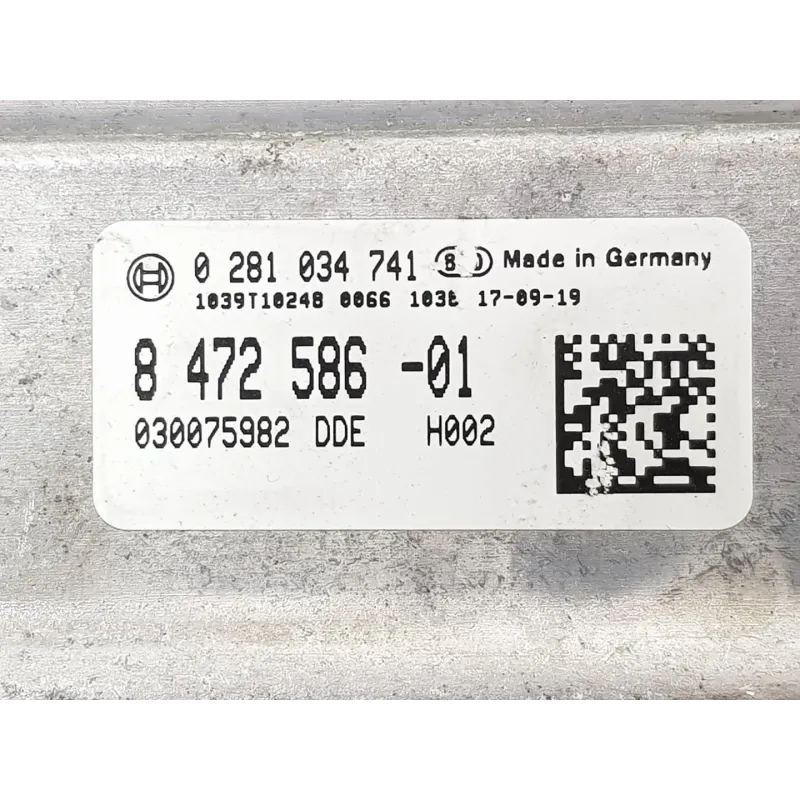 0 281 034 741 Made in Germany
1039T10248 0066 17-09-19
8 472 586 -01
030075982 DDE H002